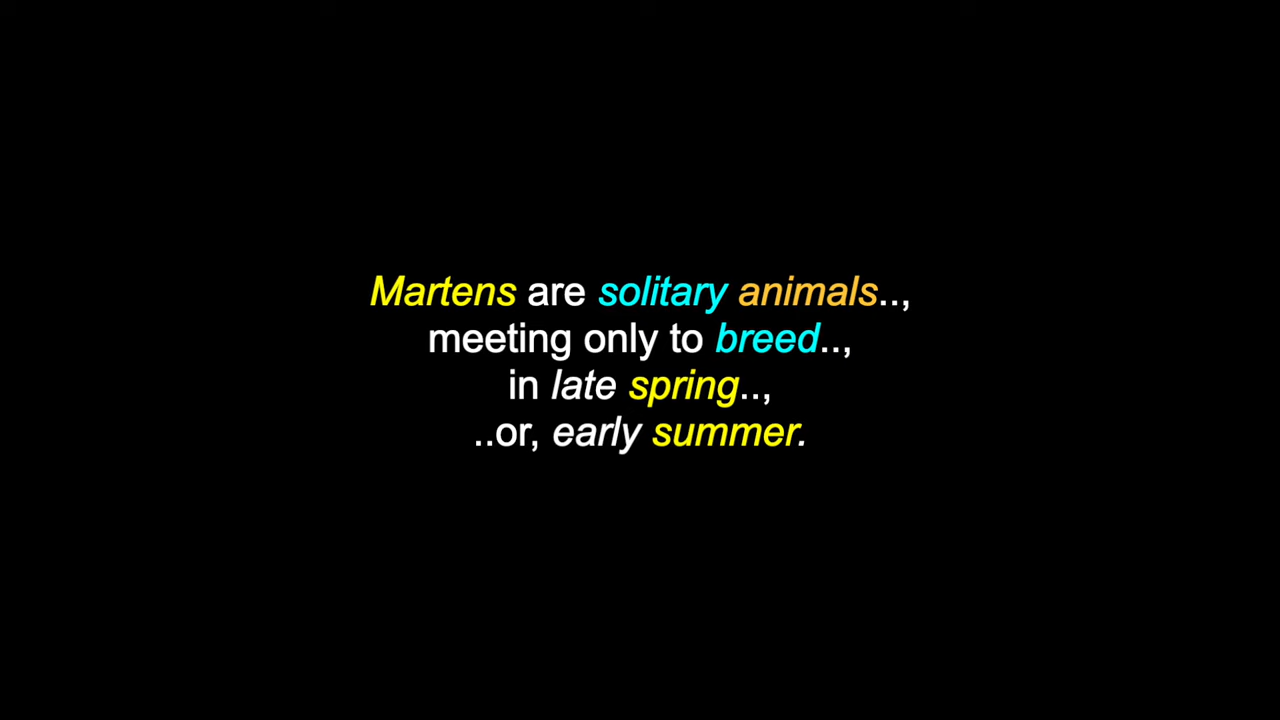 Martens are solitary animals..,
meeting only to breed..,
in late spring..,
..or, early summer.